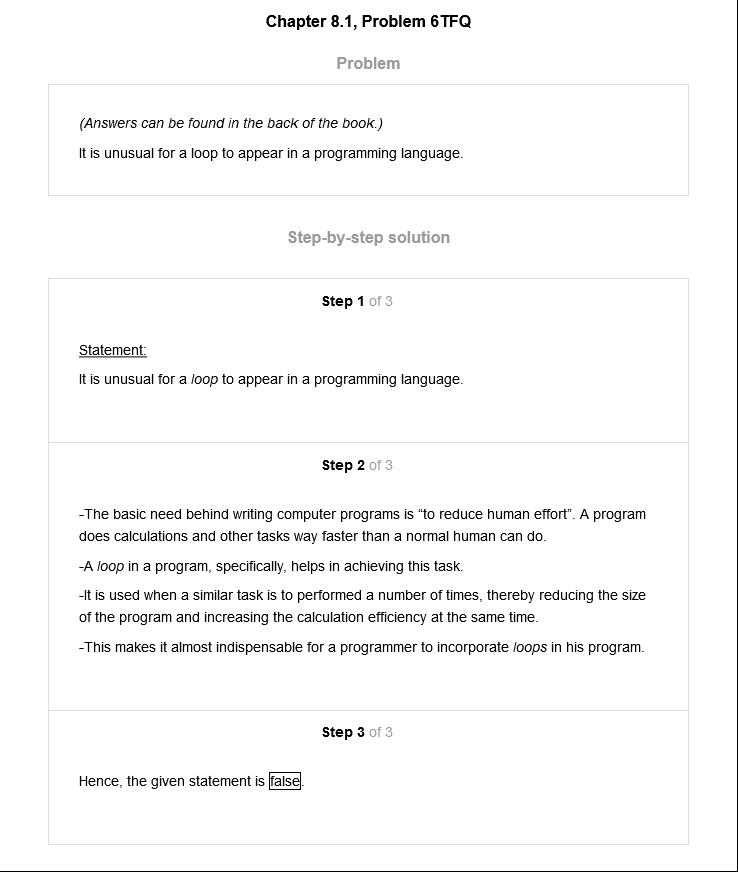 Chapter 8.1, Problem 6TFQ
Problem
(Answers can be found in the back of the book.)
It is unusual for a loop to appear in a programming language.
Step-by-step solution
Step 1 of 3
Statement:
It is unusual for a loop to appear in a programming language.
Step 2 of 3
-The basic need behind writing computer programs is “to reduce human effort”. A program
does calculations and other tasks way faster than a normal human can do.
-A loop in a program, specifically, helps in achieving this task.
-It is used when a similar task is to performed a number of times, thereby reducing the size
of the program and increasing the calculation efficiency at the same time.
-This makes it almost indispensable for a programmer to incorporate loops in his program.
Step 3 of 3
Hence, the given statement is false.